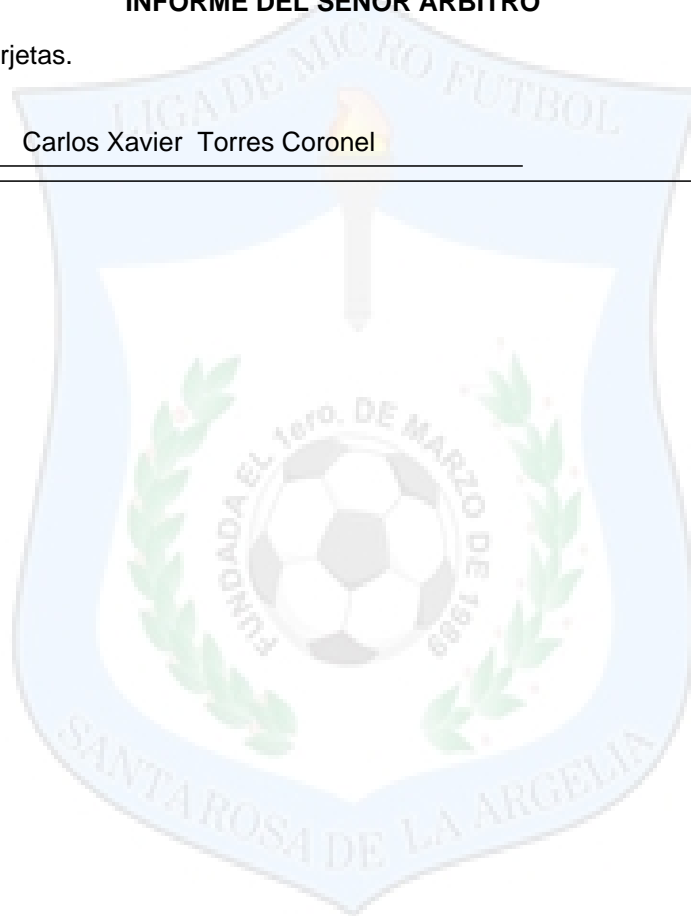 INFORME DEL SEÑOR ARBITRO
rjetas.
Carlos Xavier Torres Coronel
LIGA DE MICRO FUTBOL
FUNDADA EL 1ero. DE MARZO DE 1989
SANTA ROSA DE LA ARGELIA